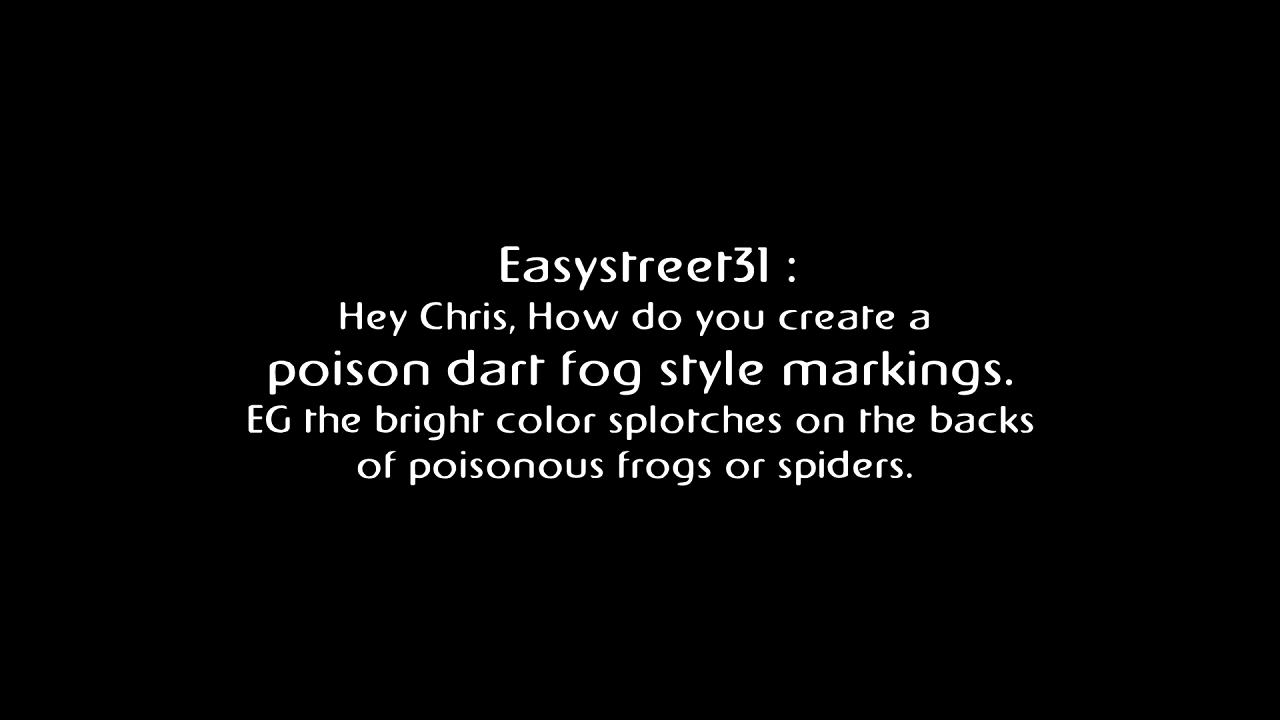 Easystreet31 :
Hey Chris, How do you create a
poison dart fog style markings.
EG the bright color splotches on the backs
of poisonous frogs or spiders.